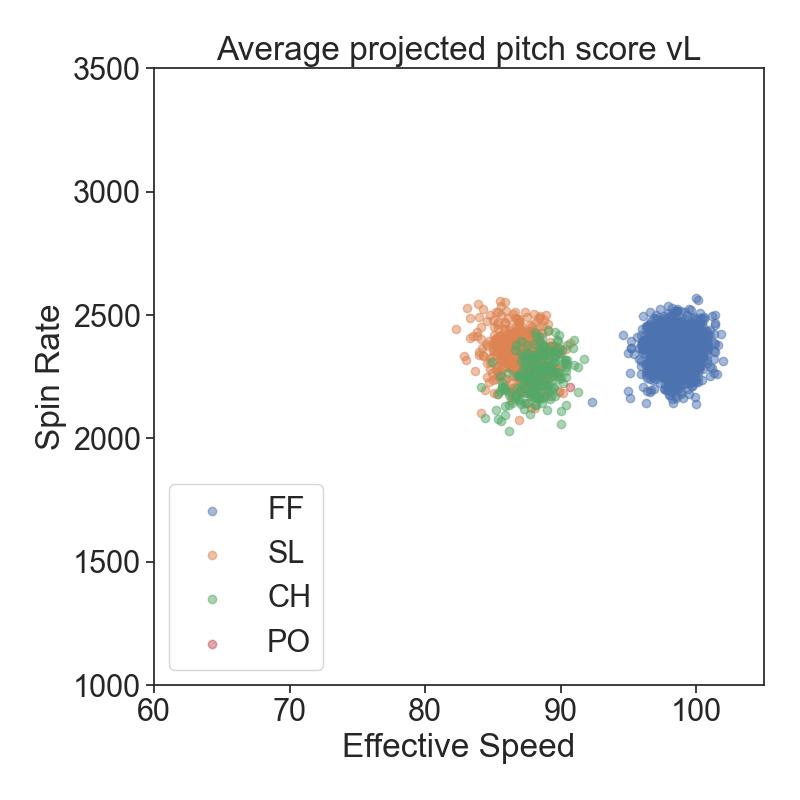 Average projected pitch score vL
3500
3000
2500
2000
1500
1000
Spin Rate
FF
SL
CH
PO
60 70 80 90 100
Effective Speed